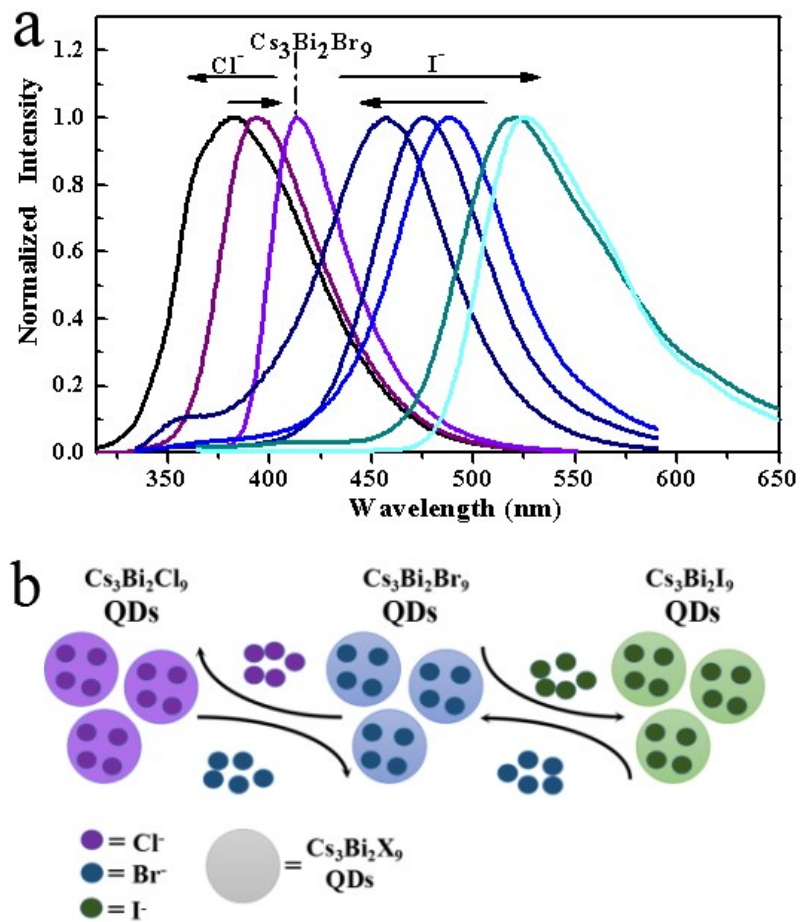 a
Cs₃Bi₂Br₉
Cl⁻
I⁻
Normalized Intensity
1.2
1.0
0.8
0.6
0.4
0.2
0.0
350 400 450 500 550 600 650
Wavelength (nm)
b
Cs₃Bi₂Cl₉
QDs
Cs₃Bi₂Br₉
QDs
Cs₃Bi₂I₉
QDs
= Cl⁻
= Br⁻
= I⁻
= Cs₃Bi₂X₉
QDs